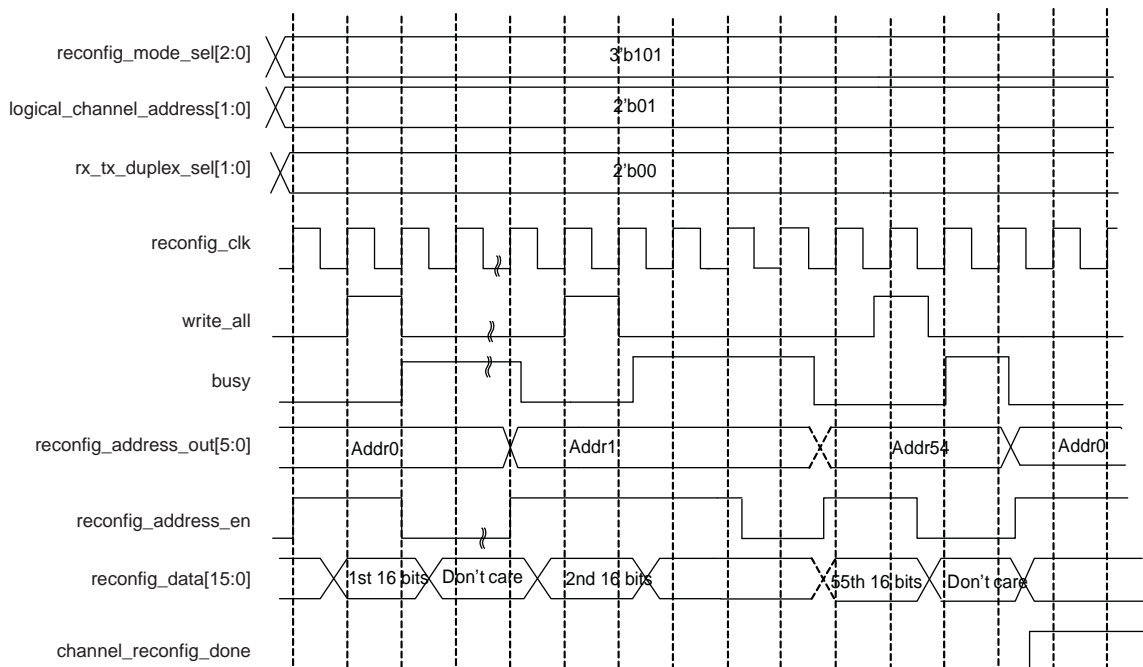 reconfig_mode_sel[2:0]
3'b101
logical_channel_address[1:0]
2'b01
rx_tx_duplex_sel[1:0]
2'b00
reconfig_clk
write_all
busy
reconfig_address_out[5:0]
Addr0
Addr1
Addr54
Addr0
reconfig_address_en
reconfig_data[15:0]
1st 16 bits
Don't care
2nd 16 bits
55th 16 bits
Don't care
channel_reconfig_done